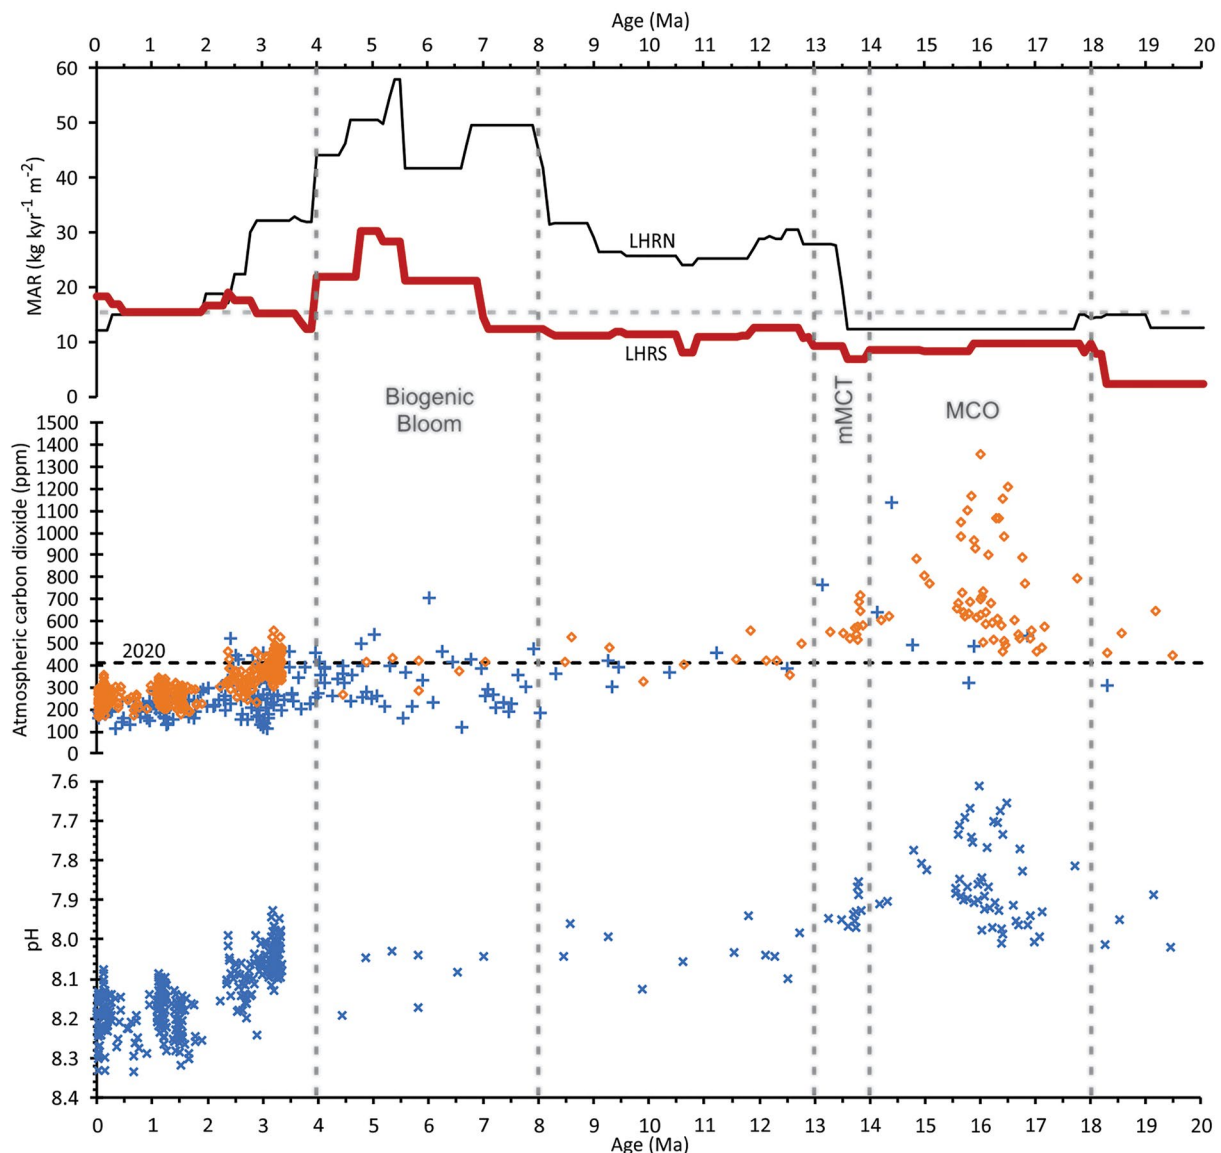 Age (Ma)
0 1 2 3 4 5 6 7 8 9 10 11 12 13 14 15 16 17 18 19 20
60
50
40
30
20
10
0
MAR (kg kyr-1 m-2)
LHRN
LHRS
Biogenic
Bloom
mMCT
MCO
1500
1400
1300
1200
1100
1000
900
800
700
600
500
400
300
200
100
0
Atmospheric carbon dioxide (ppm)
2020
7.6
7.7
7.8
7.9
8.0
8.1
8.2
8.3
8.4
pH
0 1 2 3 4 5 6 7 8 9 10 11 12 13 14 15 16 17 18 19 20
Age (Ma)